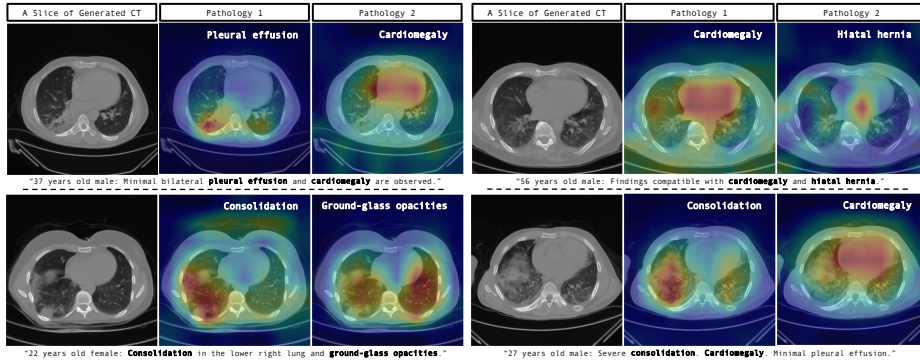 A Slice of Generated CT Pathology 1 Pathology 2 A Slice of Generated CT Pathology 1 Pathology 2
Pleural effusion Cardiomegaly Cardiomegaly Hiatal hernia
"37 years old male: Minimal bilateral pleural effusion and cardiomegaly are observed." "56 years old male: Findings compatible with cardiomegaly and hiatal hernia."
Consolidation Ground-glass opacities Consolidation Cardiomegaly
"22 years old female: Consolidation in the lower right lung and ground-glass opacities." "27 years old male: Severe consolidation. Cardiomegaly. Minimal pleural effusion."